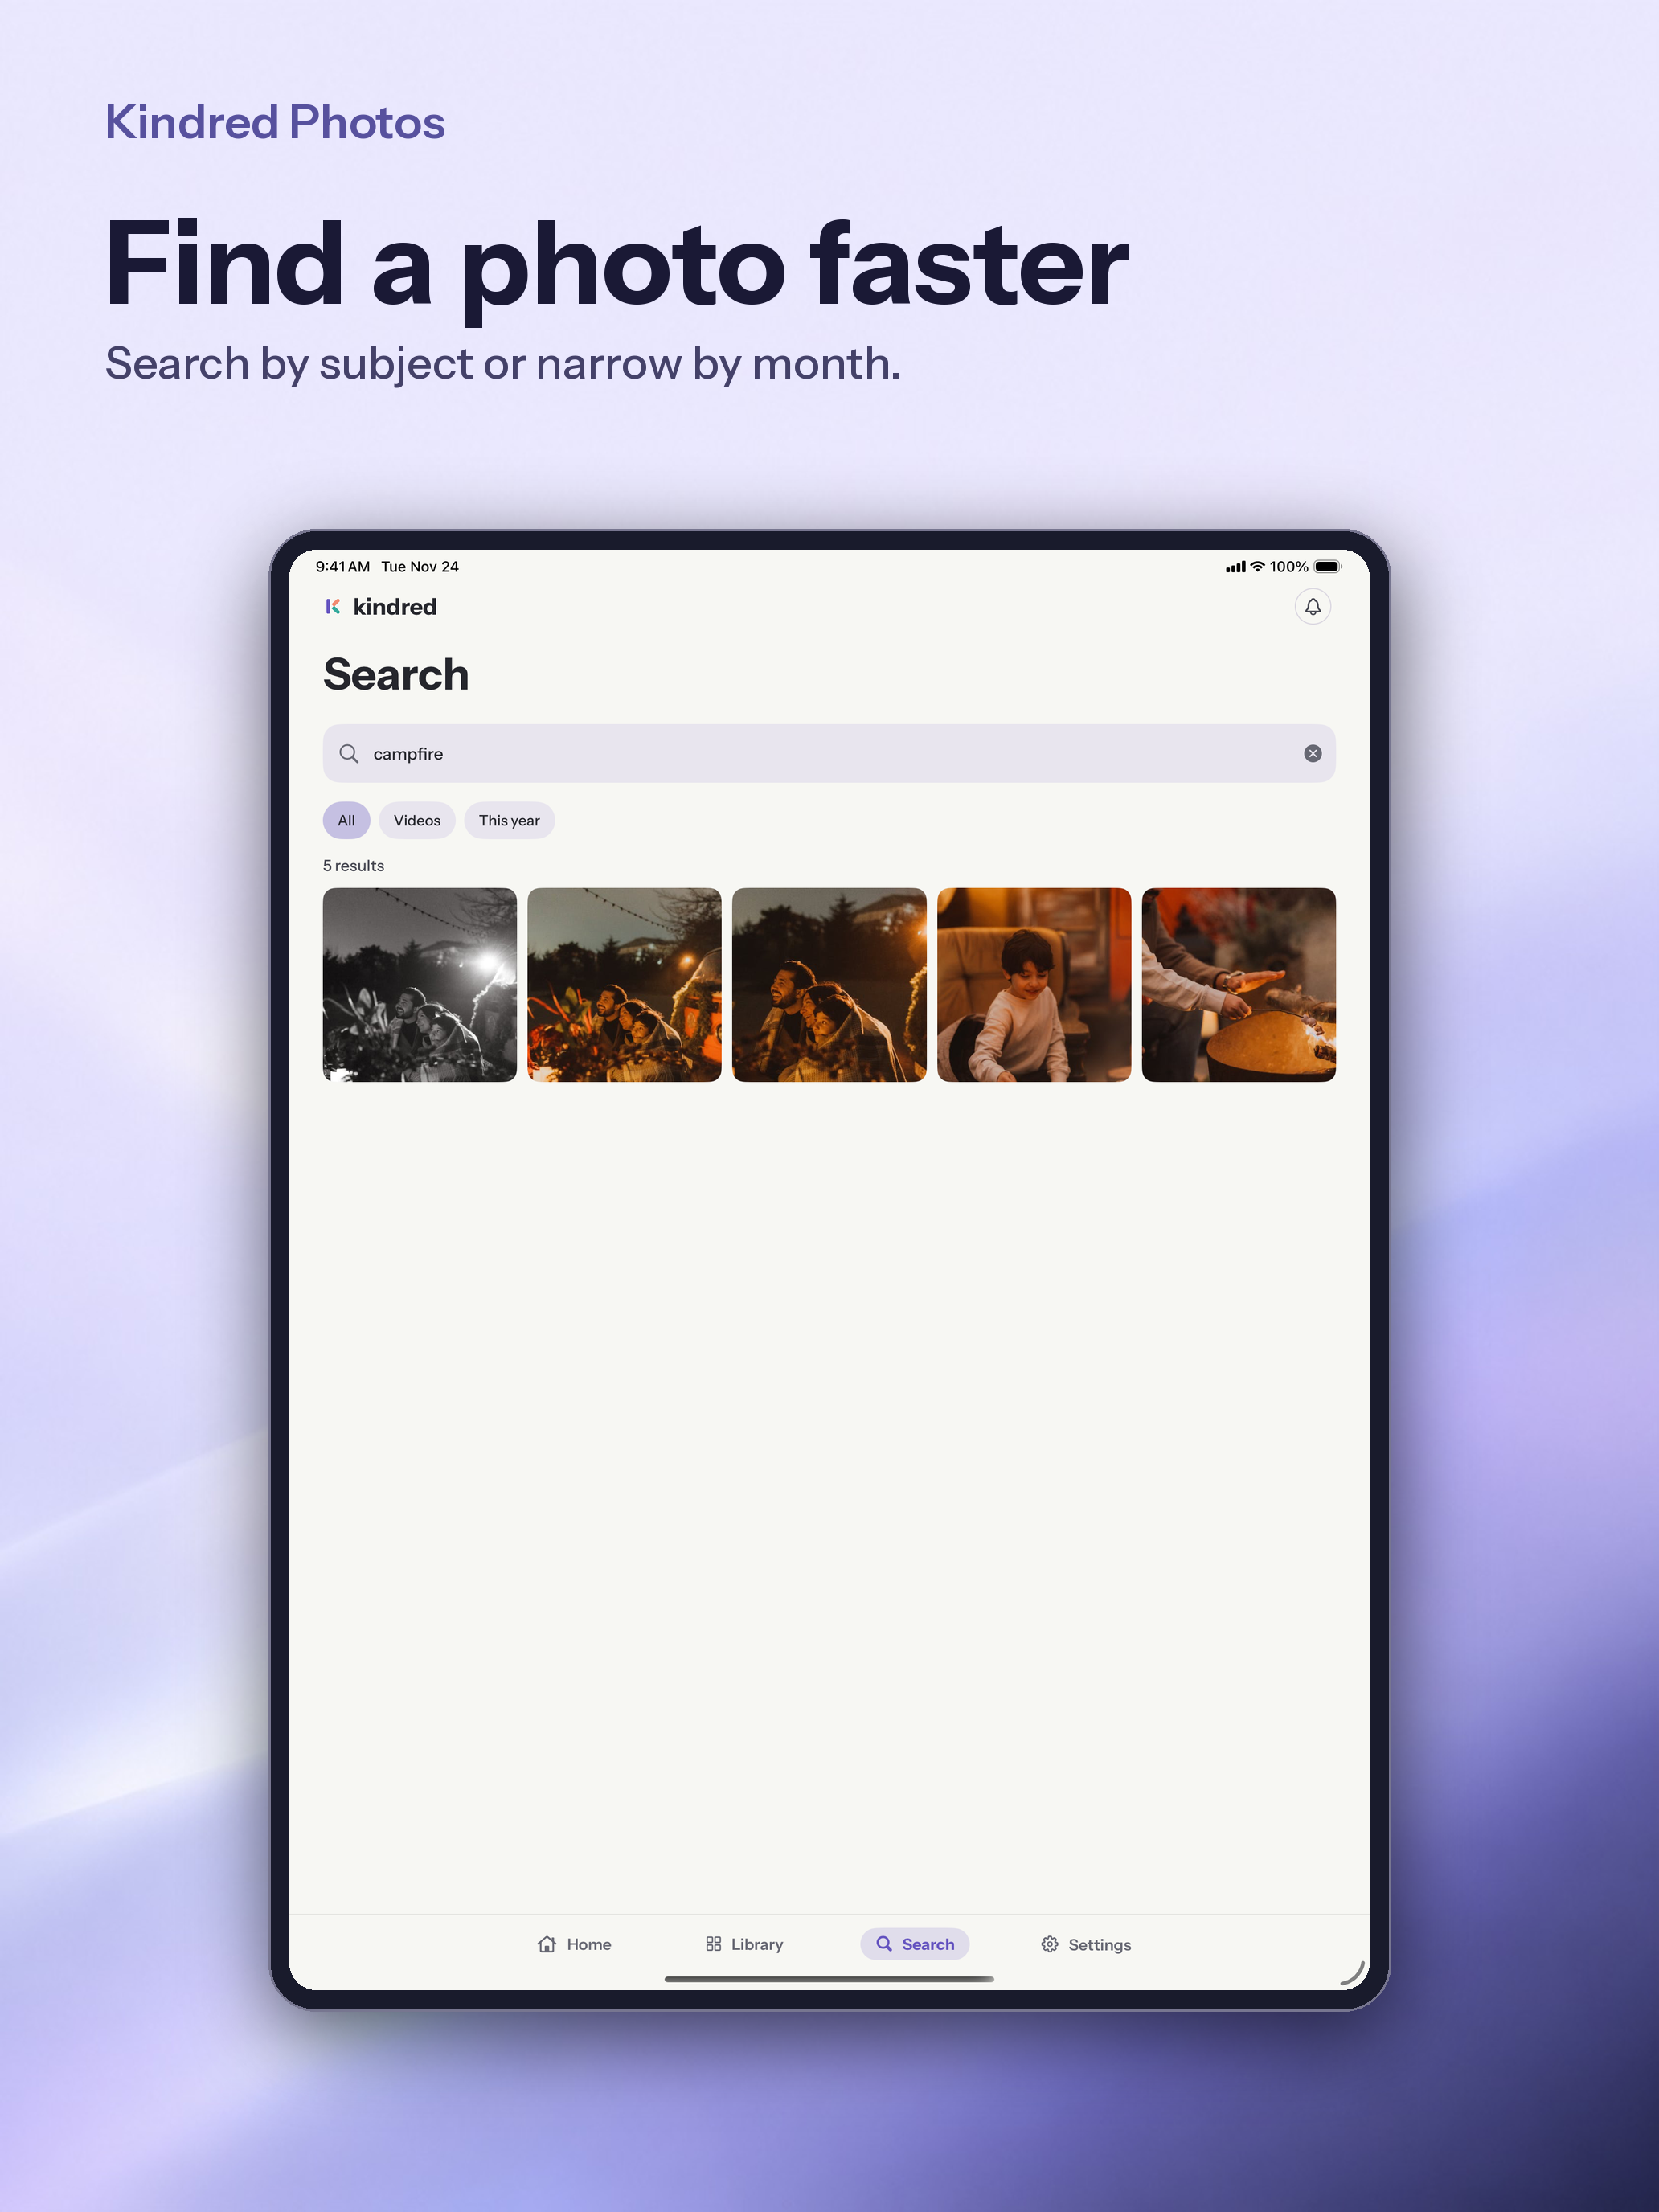 Kindred Photos
Find a photo faster
Search by subject or narrow by month.
9:41 AM Tue Nov 24 100%
kindred
Search
campfire
All Videos This year
5 results
Home Library Search Settings